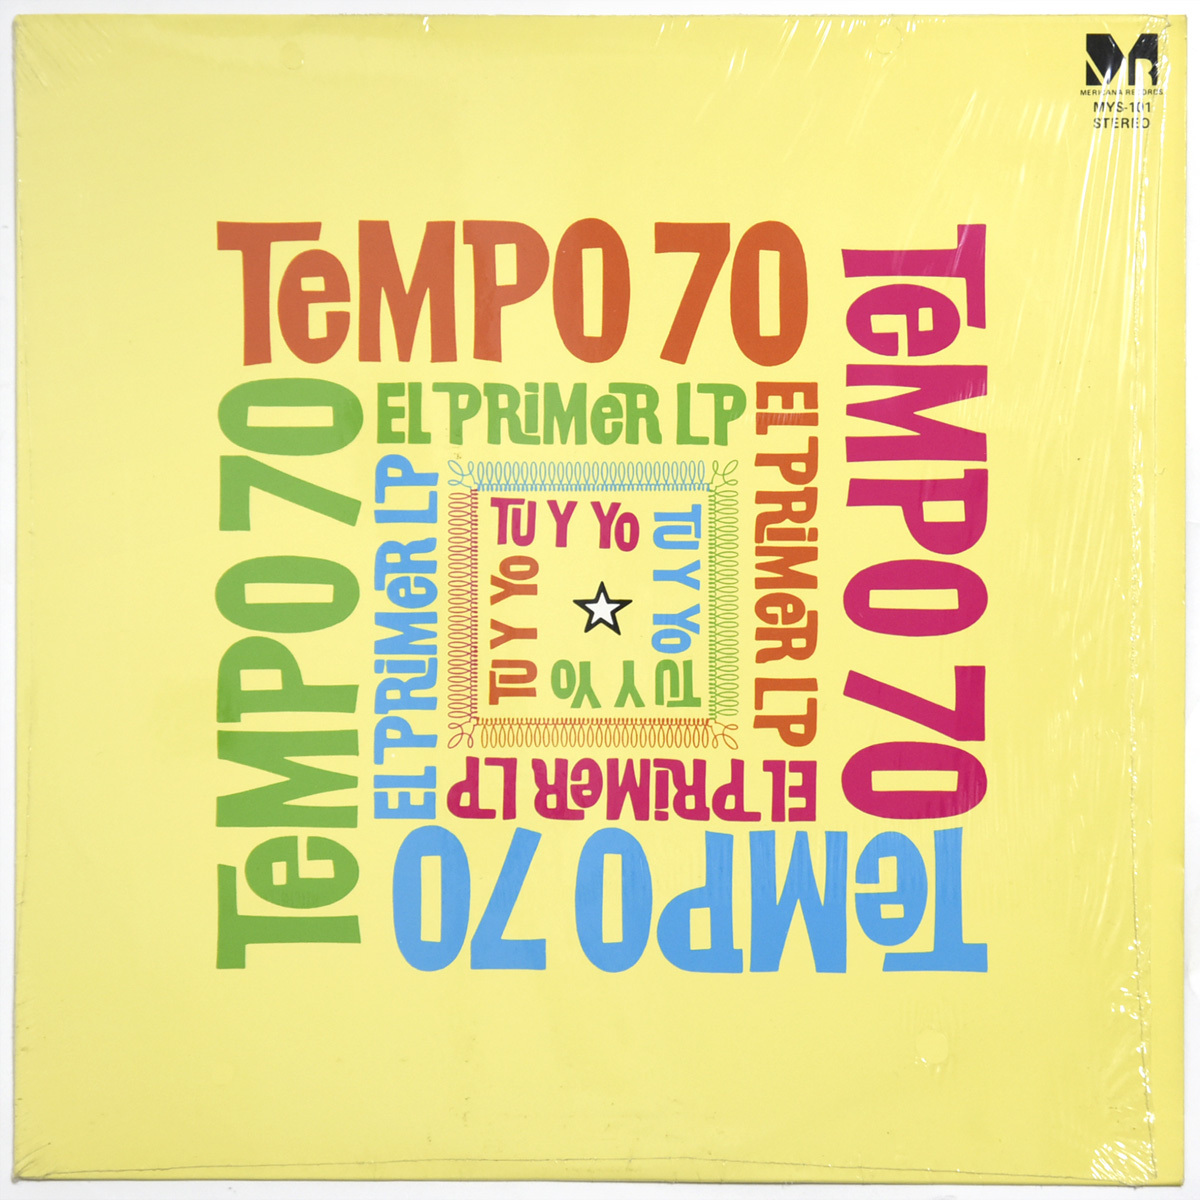 MR
MERICANA RECORDS
MYS-101
STEREO
TeMPO 70
TeMPO 70
TeMPO 70
TeMPO 70
EL PRiMeR LP
EL PRiMeR LP
EL PRiMeR LP
EL PRiMeR LP
TU Y Yo
TU Y Yo
TU Y Yo
TU Y Yo